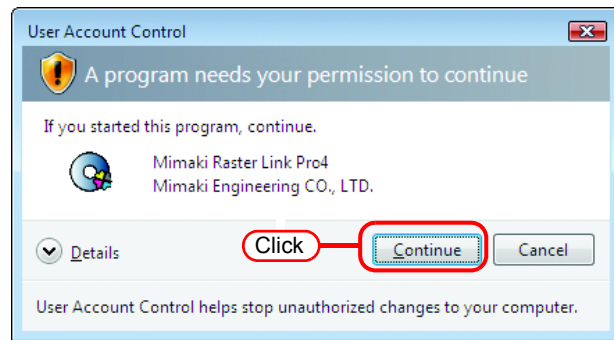 User Account Control
A program needs your permission to continue
If you started this program, continue.
Mimaki Raster Link Pro4
Mimaki Engineering CO., LTD.
Details
Click
Continue
Cancel
User Account Control helps stop unauthorized changes to your computer.